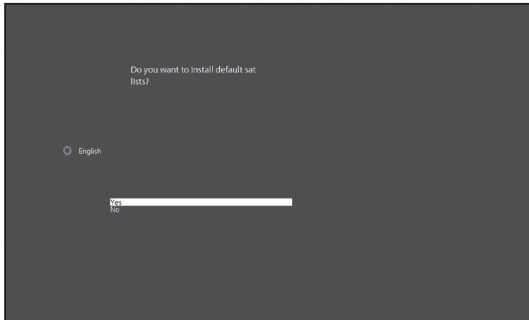 Do you want to install default sat
lists?
English
Yes
No